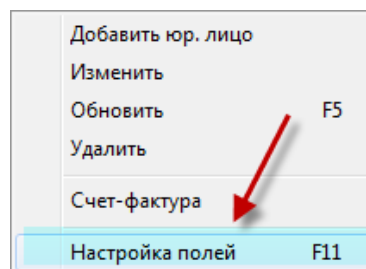 Добавить юр. лицо
Изменить
Обновить F5
Удалить
Счет-фактура
Настройка полей F11